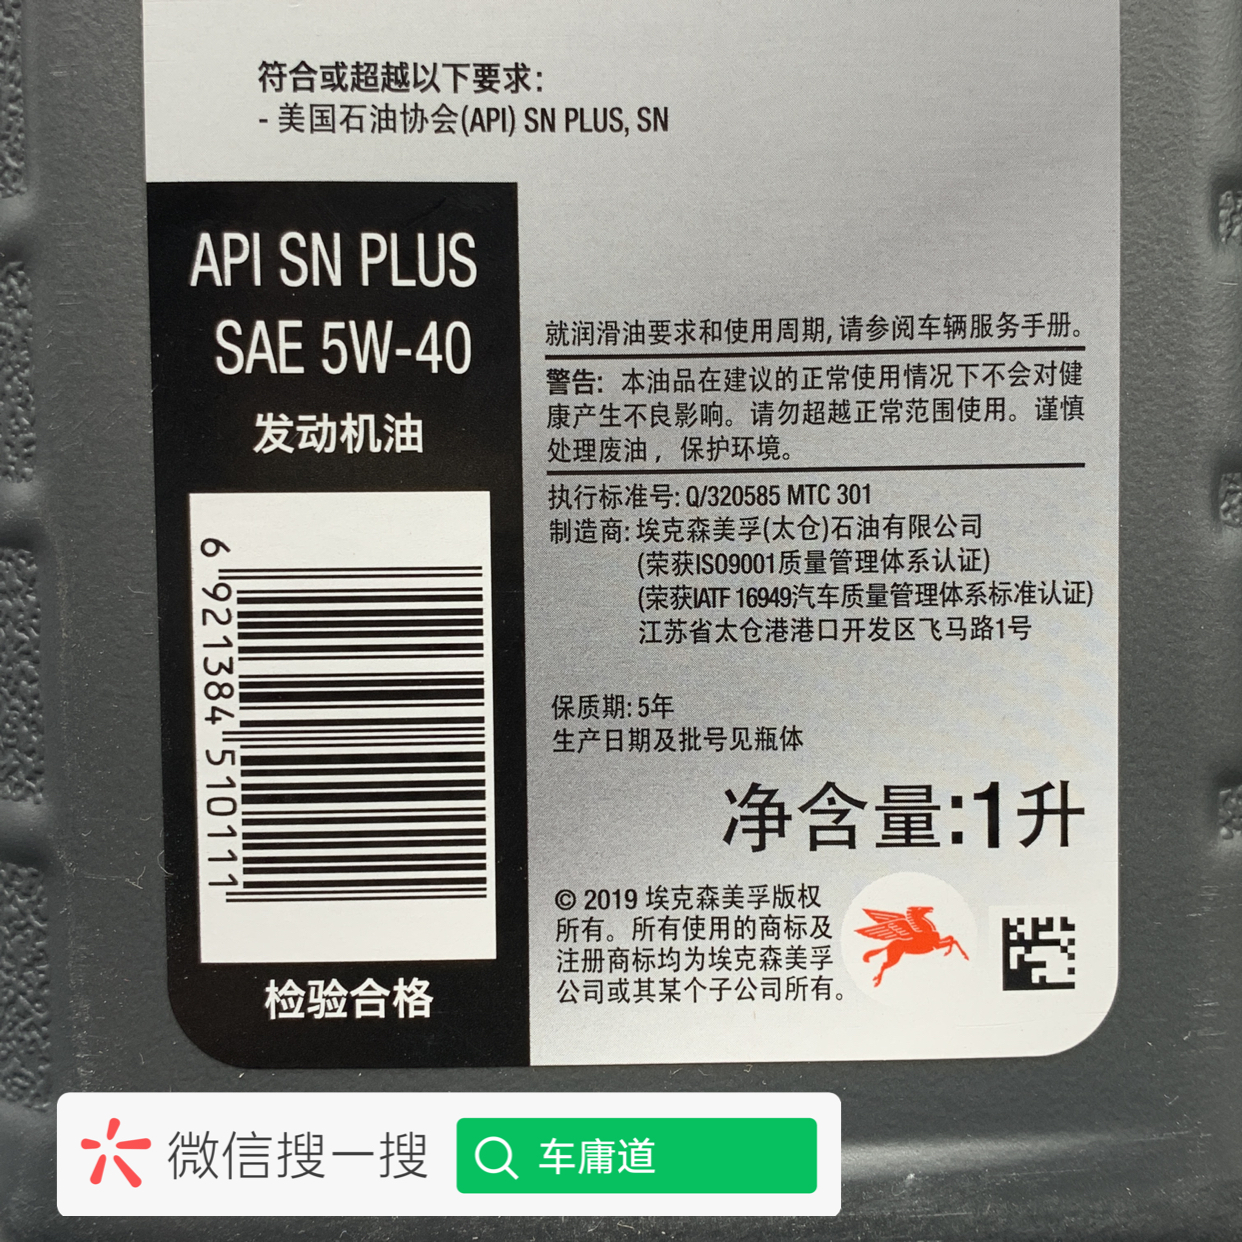 符合或超越以下要求：
- 美国石油协会(API) SN PLUS, SN
API SN PLUS
SAE 5W-40
发动机油
6 921384 510111
检验合格
就润滑油要求和使用周期,请参阅车辆服务手册。
警告: 本油品在建议的正常使用情况下不会对健
康产生不良影响。请勿超越正常范围使用。谨慎
处理废油，保护环境。
执行标准号: Q/320585 MTC 301
制造商: 埃克森美孚(太仓)石油有限公司
(荣获ISO9001质量管理体系认证)
(荣获IATF 16949汽车质量管理体系标准认证)
江苏省太仓港港口开发区飞马路1号
保质期: 5年
生产日期及批号见瓶体
净含量:1升
© 2019 埃克森美孚版权
所有。所有使用的商标及
注册商标均为埃克森美孚
公司或其某个子公司所有。
微信搜一搜
车庸道